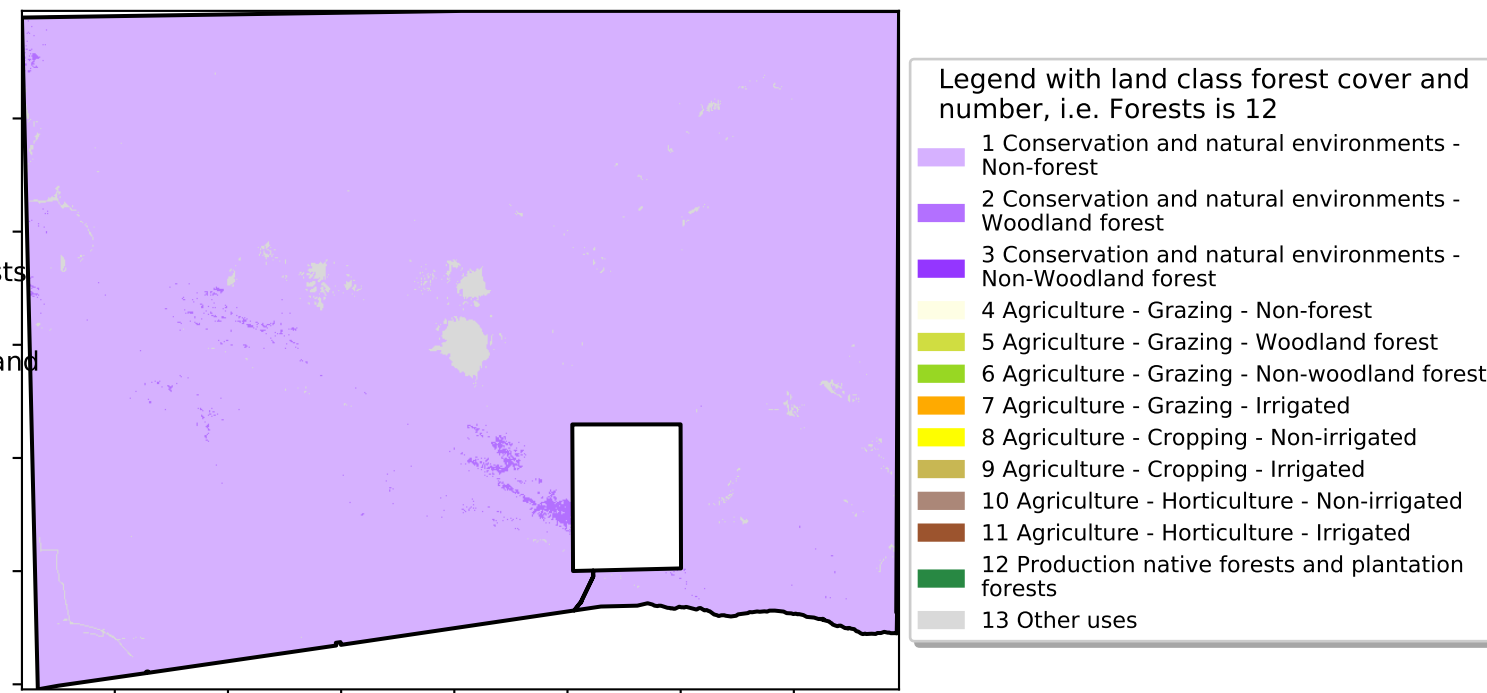 Legend with land class forest cover and
number, i.e. Forests is 12
1 Conservation and natural environments -
Non-forest
2 Conservation and natural environments -
Woodland forest
3 Conservation and natural environments -
Non-Woodland forest
4 Agriculture - Grazing - Non-forest
5 Agriculture - Grazing - Woodland forest
6 Agriculture - Grazing - Non-woodland forest
7 Agriculture - Grazing - Irrigated
8 Agriculture - Cropping - Non-irrigated
9 Agriculture - Cropping - Irrigated
10 Agriculture - Horticulture - Non-irrigated
11 Agriculture - Horticulture - Irrigated
12 Production native forests and plantation
forests
13 Other uses